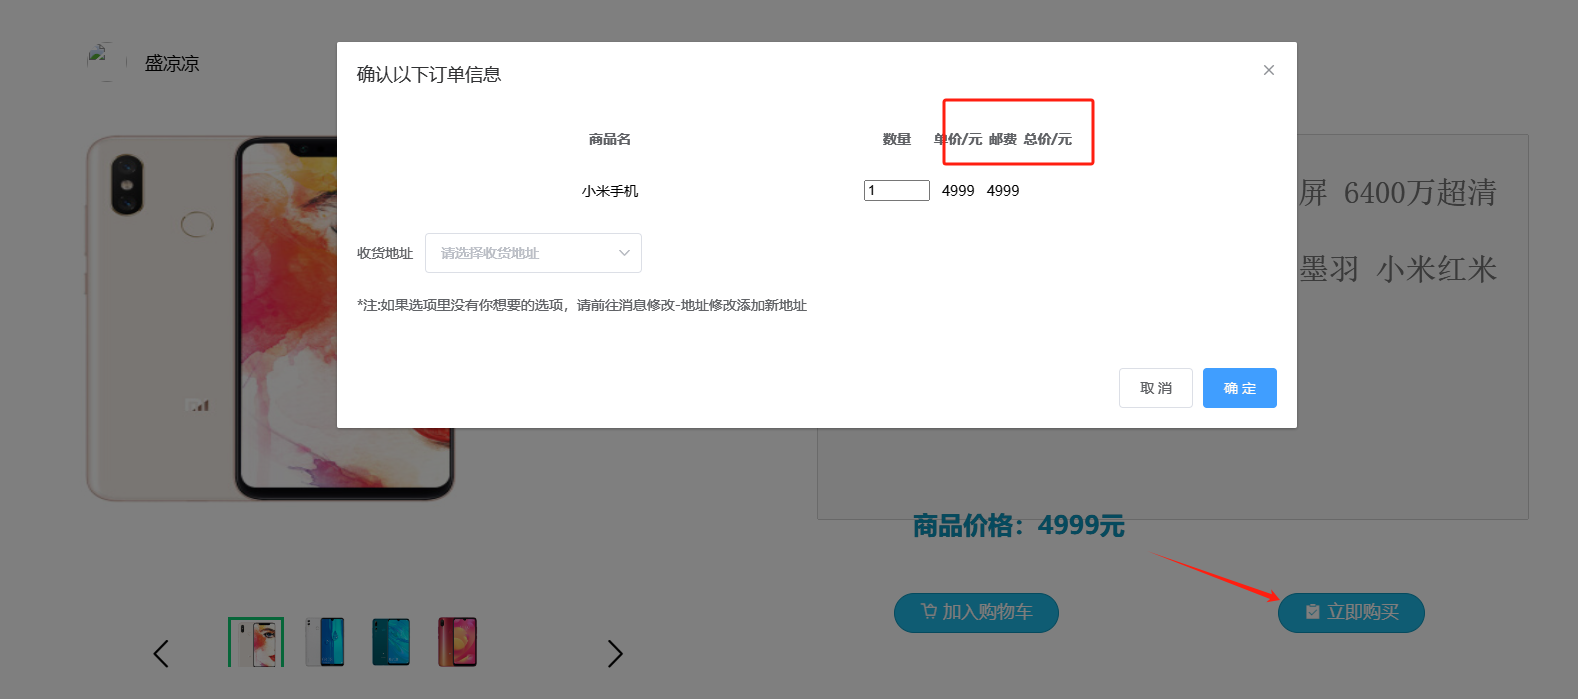 盛凉凉
确认以下订单信息
商品名 数量 单价/元 邮费 总价/元
小米手机 1 4999 4999
收货地址 请选择收货地址
*注:如果选项里没有你想要的选项，请前往消息修改-地址修改添加新地址
取 消 确 定
屏 6400万超清
墨羽 小米红米
商品价格：4999元
加入购物车 立即购买